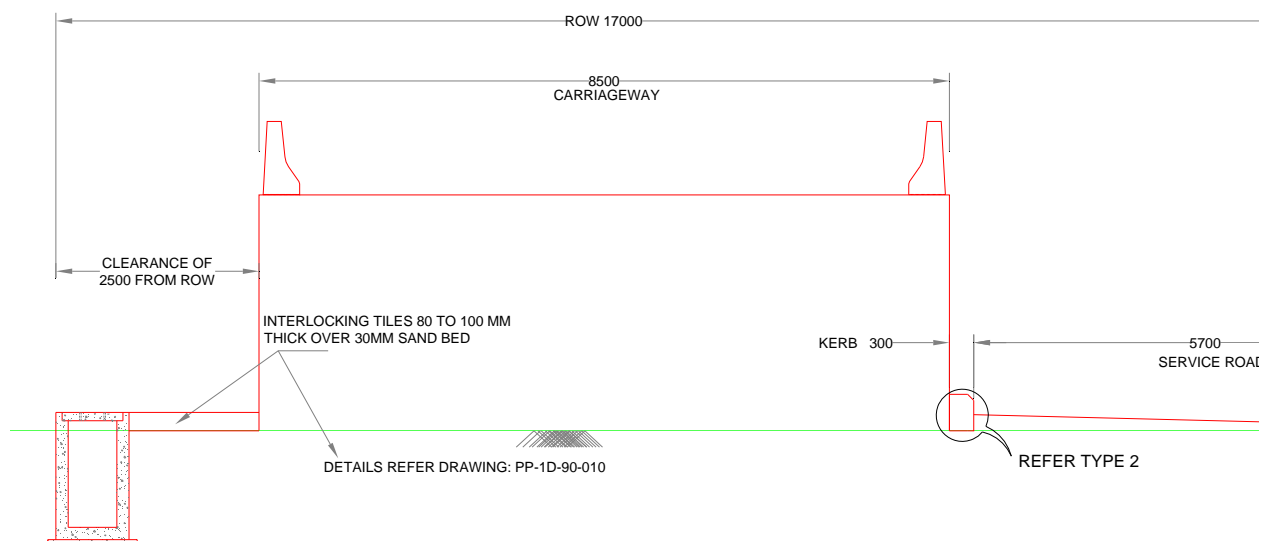 ROW 17000
8500
CARRIAGEWAY
CLEARANCE OF
2500 FROM ROW
INTERLOCKING TILES 80 TO 100 MM
THICK OVER 30MM SAND BED
KERB 300
5700
SERVICE ROAD
DETAILS REFER DRAWING: PP-1D-90-010
REFER TYPE 2